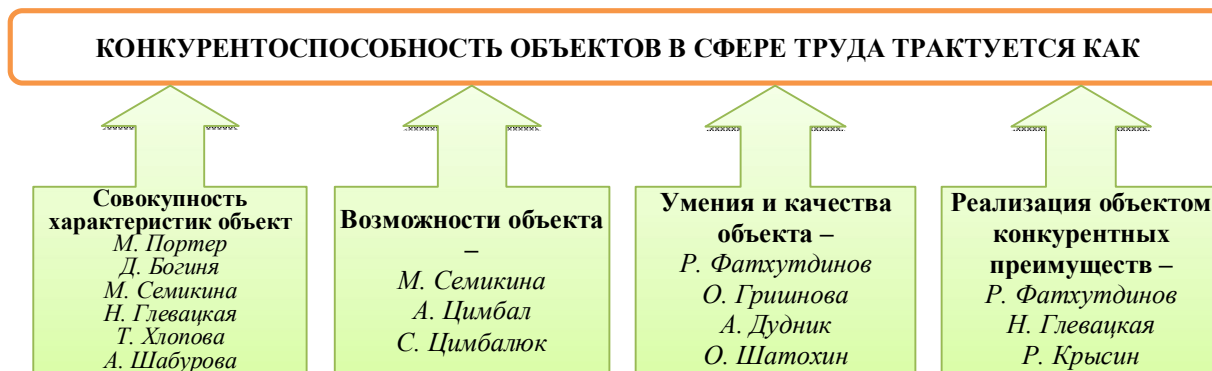 КОНКУРЕНТОСПОСОБНОСТЬ ОБЪЕКТОВ В СФЕРЕ ТРУДА ТРАКТУЕТСЯ КАК
Совокупность
характеристик объект
М. Портер
Д. Богиня
М. Семикина
Н. Глевацкая
Т. Хлопова
А. Шабурова
Возможности объекта
–
М. Семикина
А. Цимбал
С. Цимбалюк
Умения и качества
объекта –
Р. Фатхутдинов
О. Гришнова
А. Дудник
О. Шатохин
Реализация объектом
конкурентных
преимуществ –
Р. Фатхутдинов
Н. Глевацкая
Р. Крысин